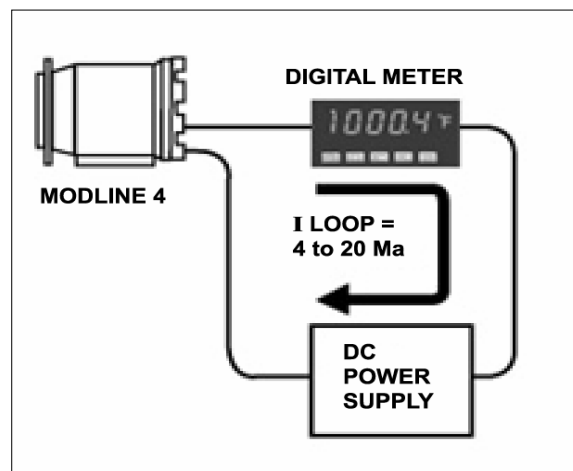 DIGITAL METER
1000.4 °F
MODLINE 4
I LOOP =
4 to 20 Ma
DC
POWER
SUPPLY